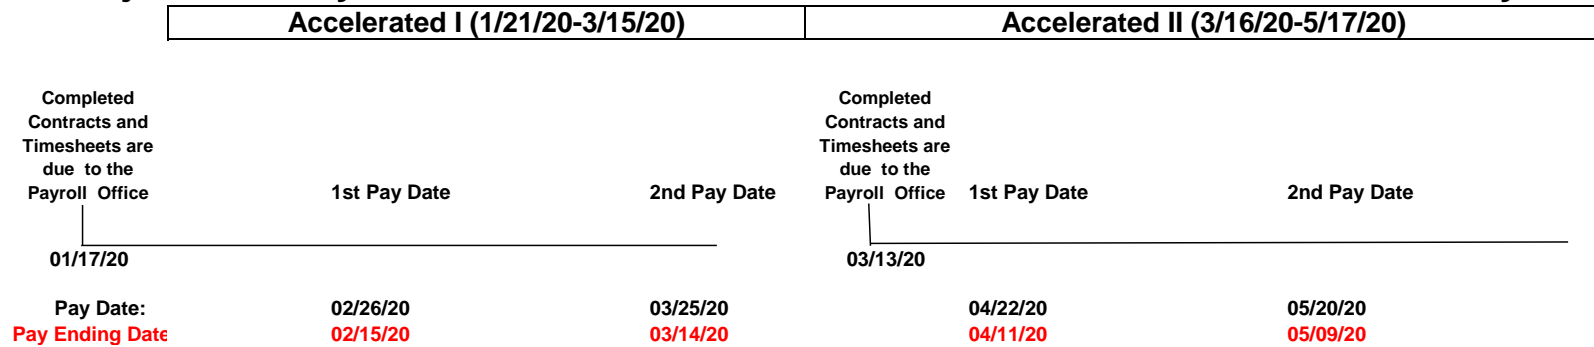 Accelerated I (1/21/20-3/15/20) Accelerated II (3/16/20-5/17/20)
Completed Completed
Contracts and Contracts and
Timesheets are Timesheets are
due to the due to the
Payroll Office 1st Pay Date 2nd Pay Date Payroll Office 1st Pay Date 2nd Pay Date
01/17/20 03/13/20
Pay Date: 02/26/20 03/25/20 04/22/20 05/20/20
Pay Ending Date 02/15/20 03/14/20 04/11/20 05/09/20